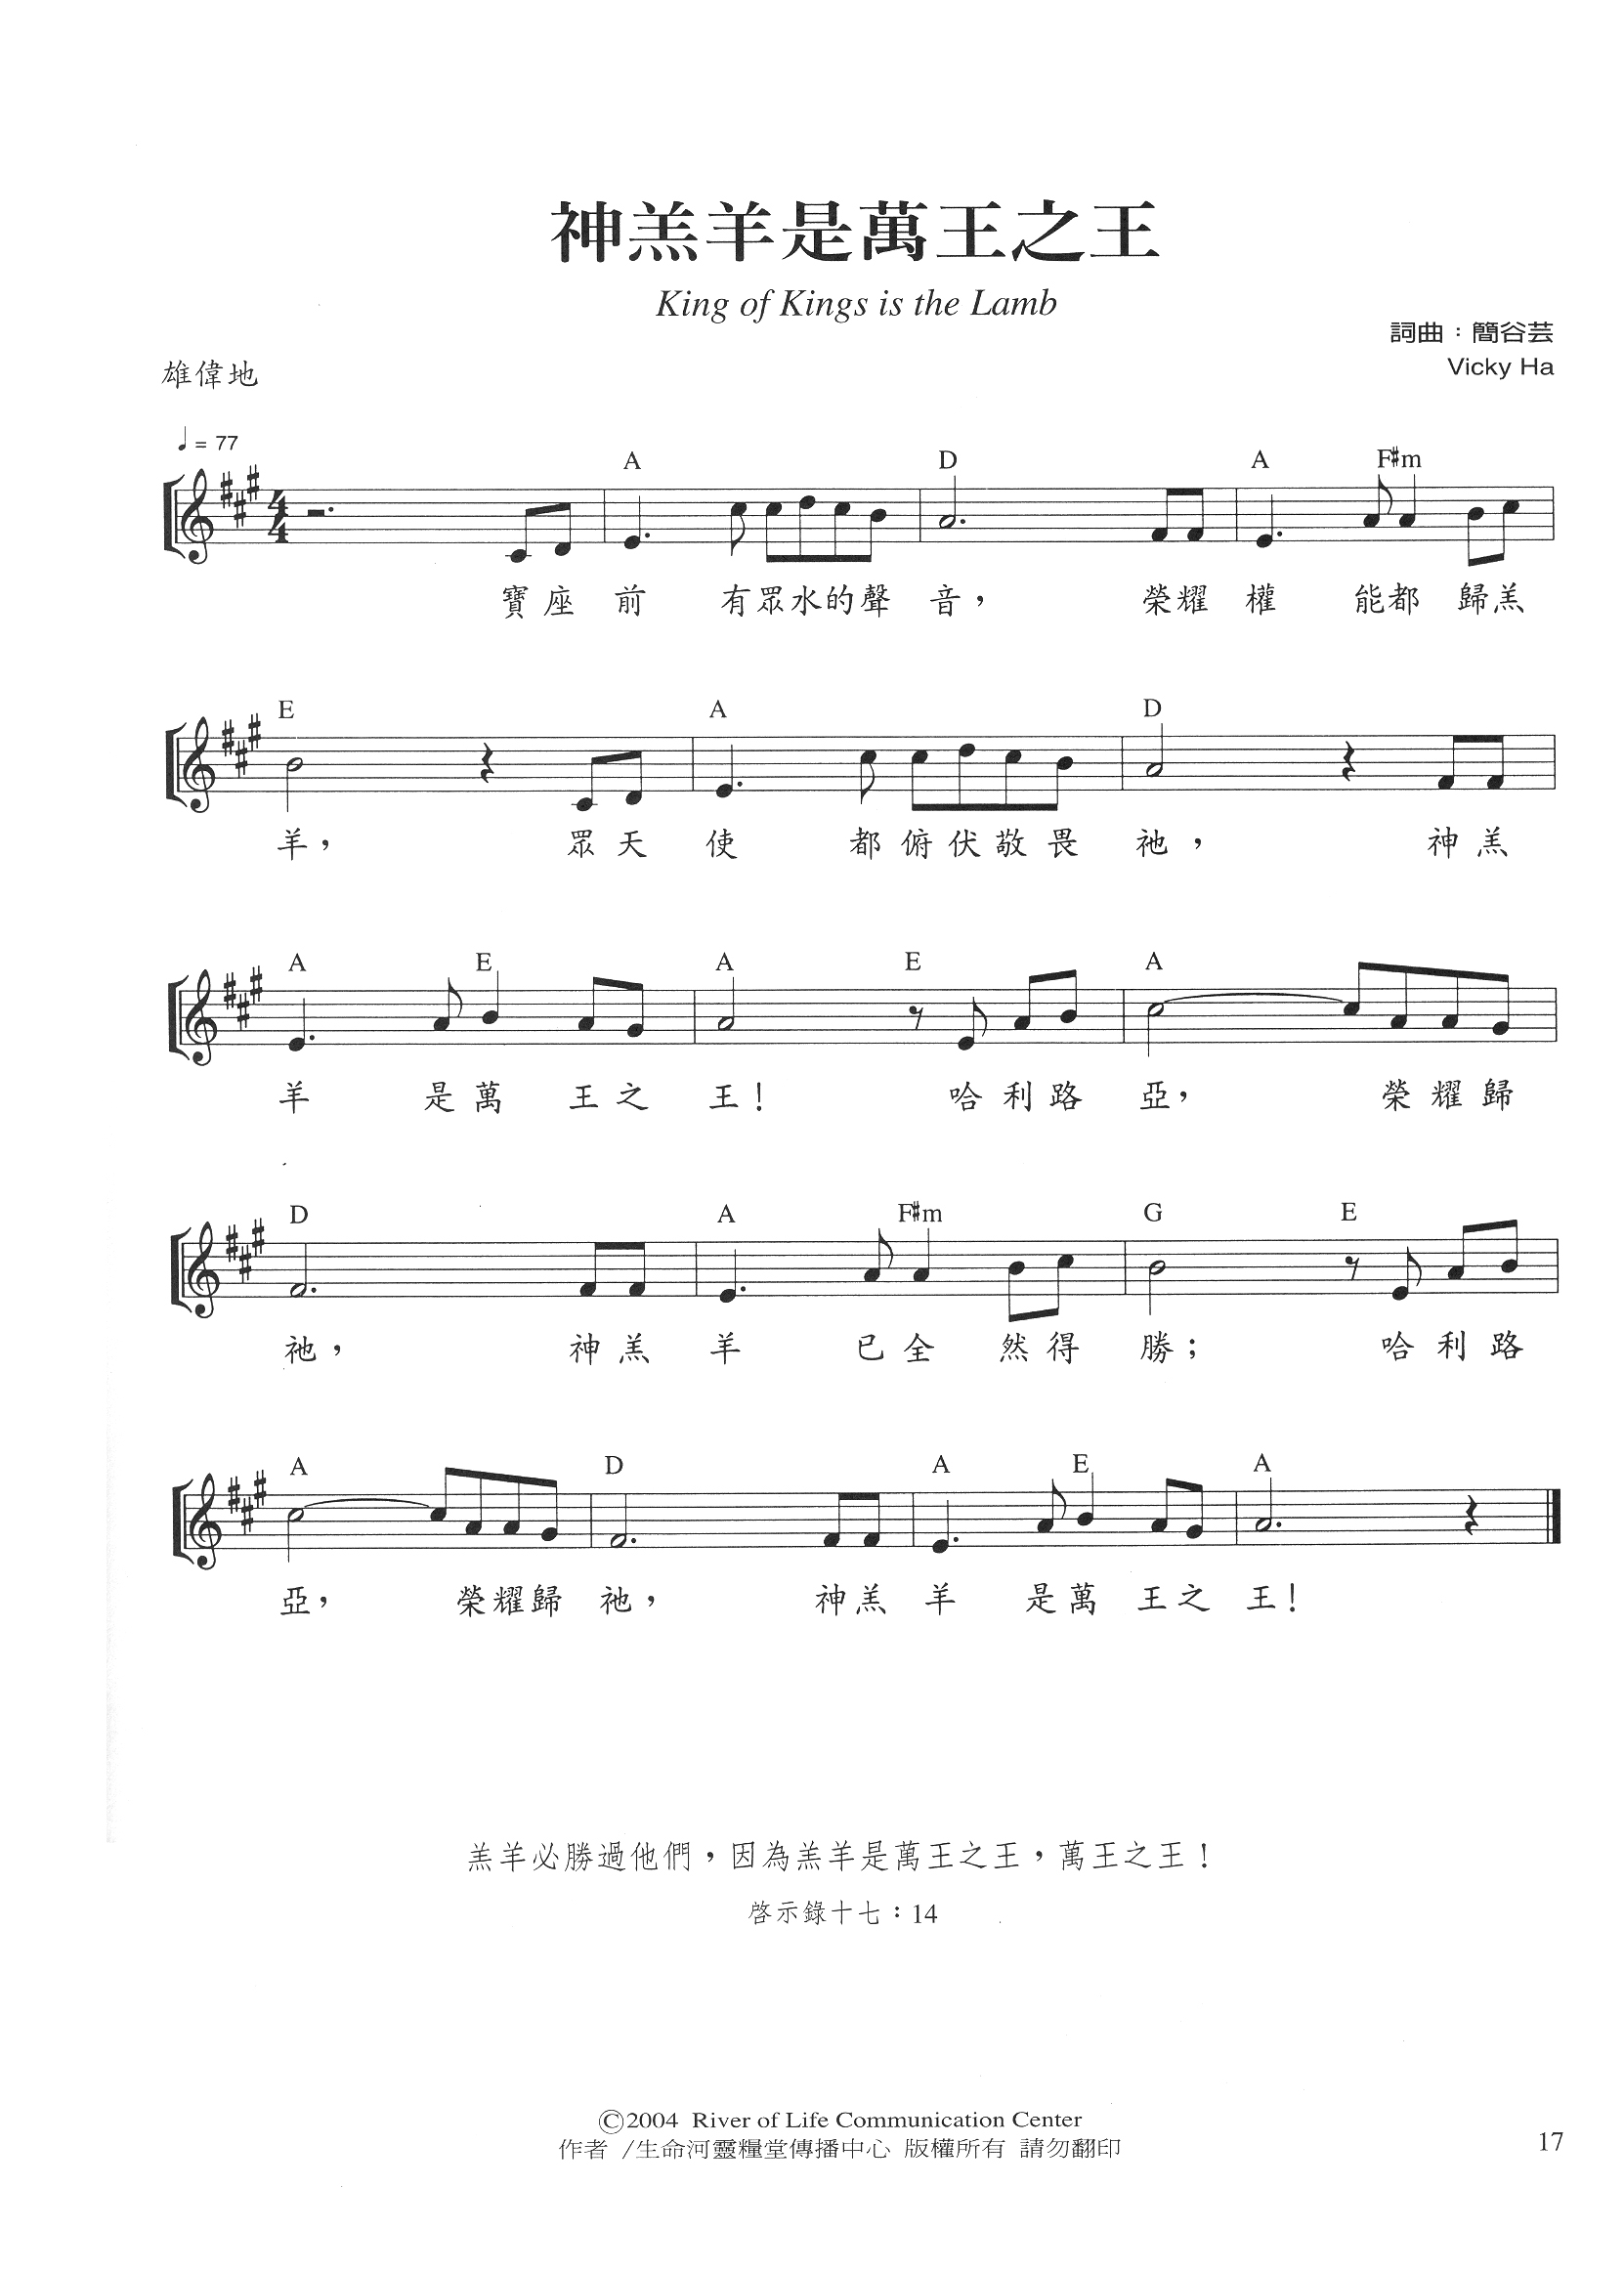 神羔羊是萬王之王
King of Kings is the Lamb
詞曲：簡谷芸
Vicky Ha
雄偉地
♩= 77
A D A F#m
寶座前 有眾水的聲音， 榮耀權 能都 歸羔
E A D
羊， 眾天使 都俯伏敬畏祂， 神羔
A E A E A
羊 是萬 王之 王！ 哈利路亞， 榮耀歸
D A F#m G E
祂， 神羔羊 已全 然得勝； 哈利路
A D A E A
亞， 榮耀歸祂， 神羔羊 是萬 王之 王！
羔羊必勝過他們，因為羔羊是萬王之王，萬王之王！
啓示錄十七：14
©2004 River of Life Communication Center
作者 /生命河靈糧堂傳播中心 版權所有 請勿翻印
17